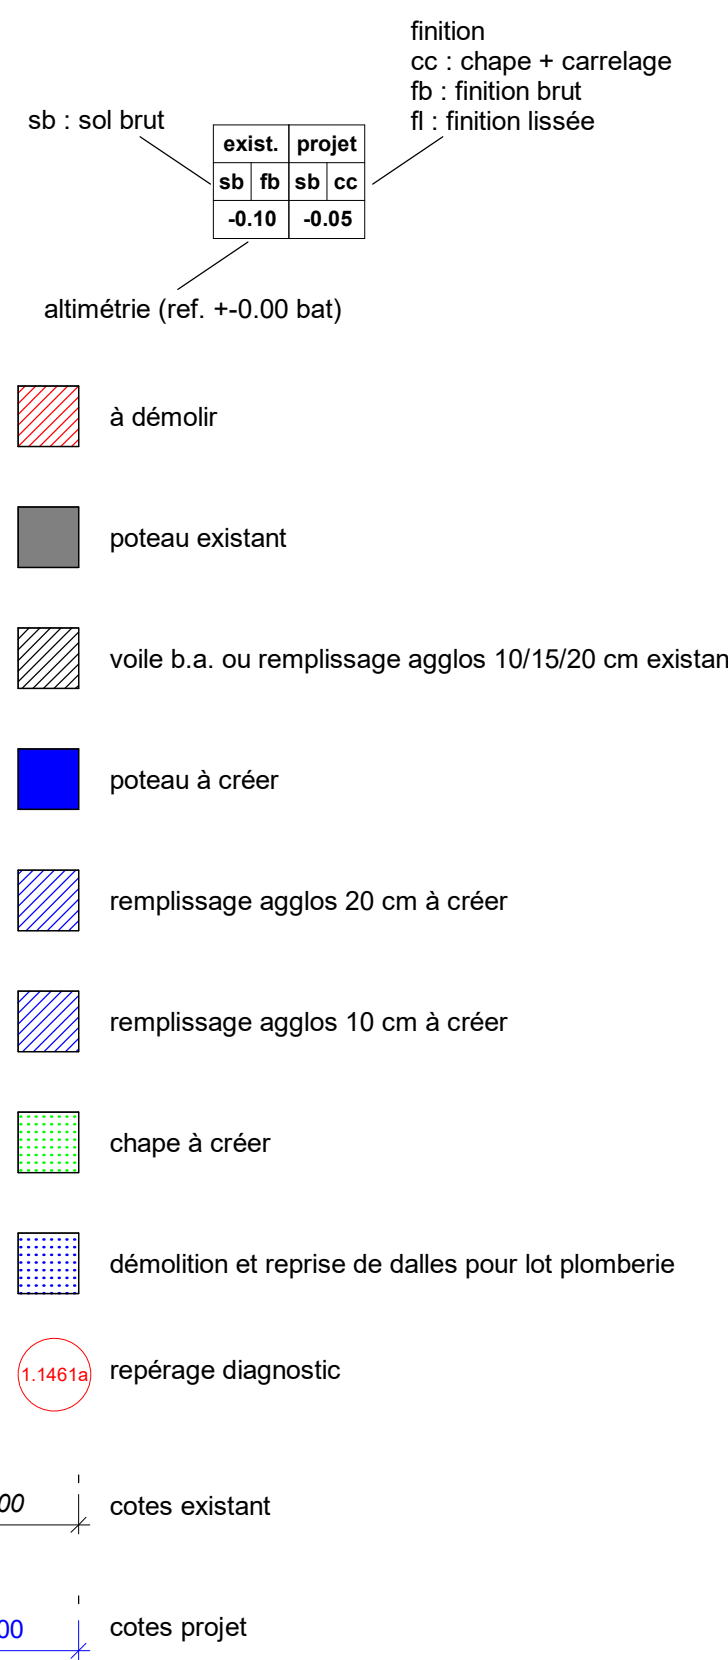 finition
cc : chape + carrelage
fb : finition brut
fl : finition lissée
sb : sol brut
exist. projet
sb fb sb cc
-0.10 -0.05
altimétrie (ref. +-0.00 bat)
à démolir
poteau existant
voile b.a. ou remplissage agglos 10/15/20 cm existan
poteau à créer
remplissage agglos 20 cm à créer
remplissage agglos 10 cm à créer
chape à créer
démolition et reprise de dalles pour lot plomberie
1.1461a repérage diagnostic
00 cotes existant
00 cotes projet